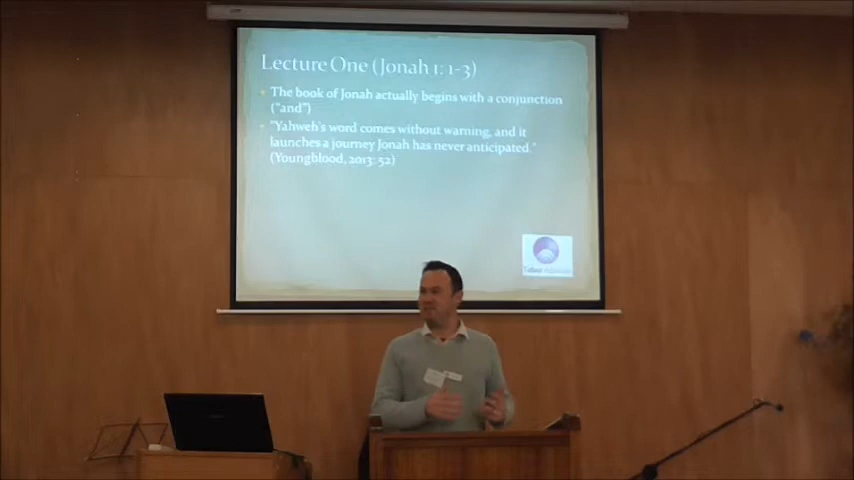 Lecture One (Jonah 1: 1-3)
The book of Jonah actually begins with a conjunction
("and")
"Yahweh's word comes without warning, and it
launches a journey Jonah has never anticipated."
(Youngblood, 2013: 52)
Tabor